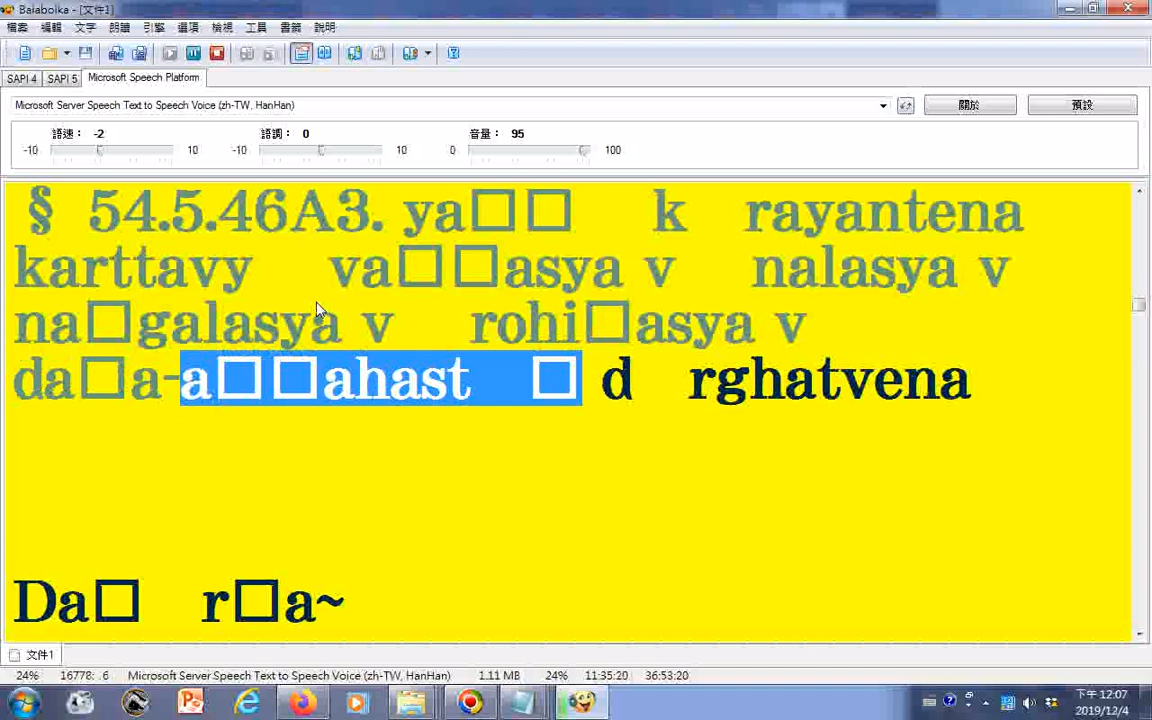 Balabolka - [文件1]
檔案 編輯 文字 朗讀 引擎 選項 檢視 工具 書籤 說明
SAPI 4 SAPI 5 Microsoft Speech Platform
Microsoft Server Speech Text to Speech Voice (zh-TW, HanHan) 關於 預設
語速： -2 語調： 0 音量： 95
-10 10 -10 10 0 100
§ 54.5.46A3. ya□□ k rayantena
karttavy va□□asya v nalasya v
na□galasya v rohi□asya v
da□a-a□□ahast □ d rghatvena
Da□ r□a~
文件1
24% 16778: 6 Microsoft Server Speech Text to Speech Voice (zh-TW, HanHan) 1.11 MB 24% 11:35:20 36:53:20
下午 12:07
2019/12/4